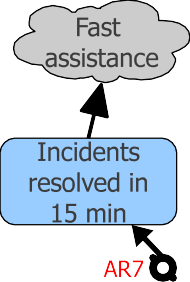 Fast
assistance
Incidents
resolved in
15 min
AR7